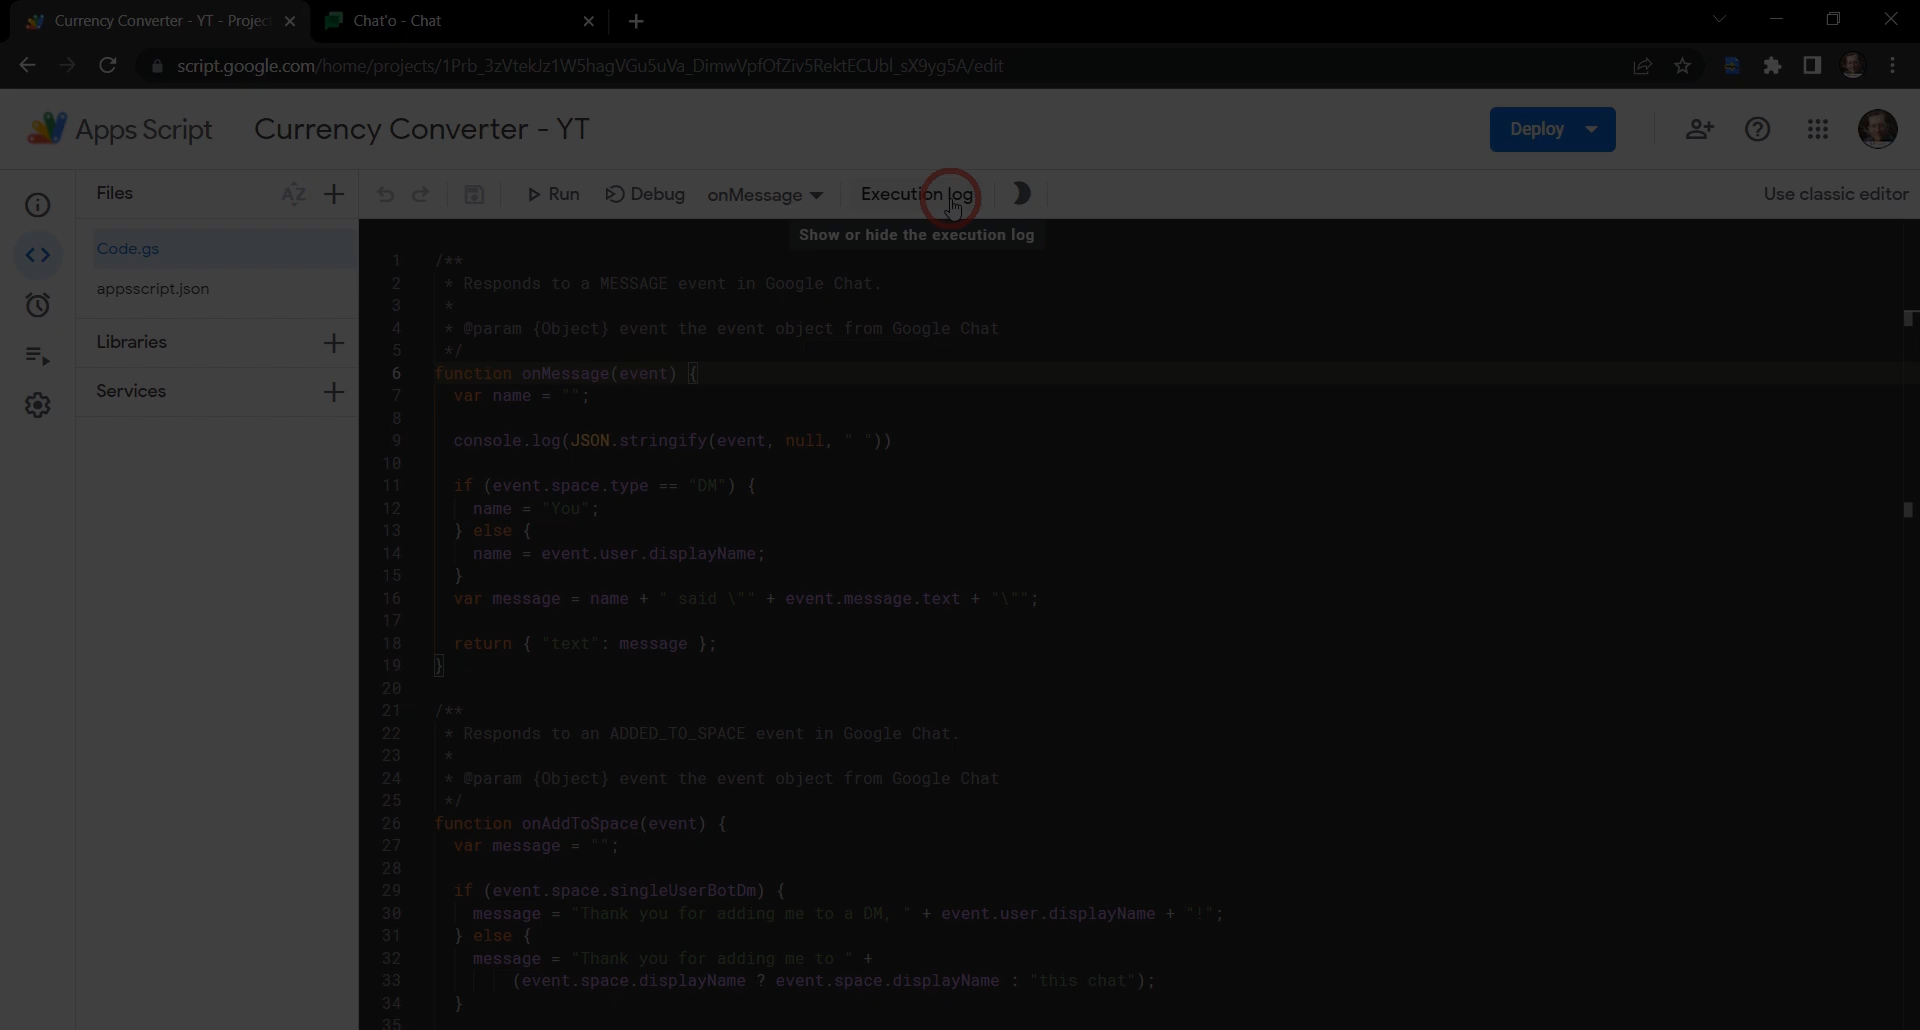 Currency Converter - YT - Project
Chat'o - Chat
script.google.com/home/projects/1Prb_3zVtekJz1W5hagVGu5uVa_DimwVpfOfZiv5RektECUbl_sX9yg5A/edit
Apps Script
Currency Converter - YT
Deploy
Files
AZ
Run
Debug
onMessage
Execution log
Use classic editor
Show or hide the execution log
Code.gs
appsscript.json
Libraries
Services
1 /**
2 * Responds to a MESSAGE event in Google Chat.
3 *
4 * @param {Object} event the event object from Google Chat
5 */
6 function onMessage(event) {
7 var name = "";
8
9 console.log(JSON.stringify(event, null, " "))
10
11 if (event.space.type == "DM") {
12 name = "You";
13 } else {
14 name = event.user.displayName;
15 }
16 var message = name + " said \"" + event.message.text + "\"";
17
18 return { "text": message };
19 }
20
21 /**
22 * Responds to an ADDED_TO_SPACE event in Google Chat.
23 *
24 * @param {Object} event the event object from Google Chat
25 */
26 function onAddToSpace(event) {
27 var message = "";
28
29 if (event.space.singleUserBotDm) {
30 message = "Thank you for adding me to a DM, " + event.user.displayName + "!";
31 } else {
32 message = "Thank you for adding me to " +
33 (event.space.displayName ? event.space.displayName : "this chat");
34 }
35